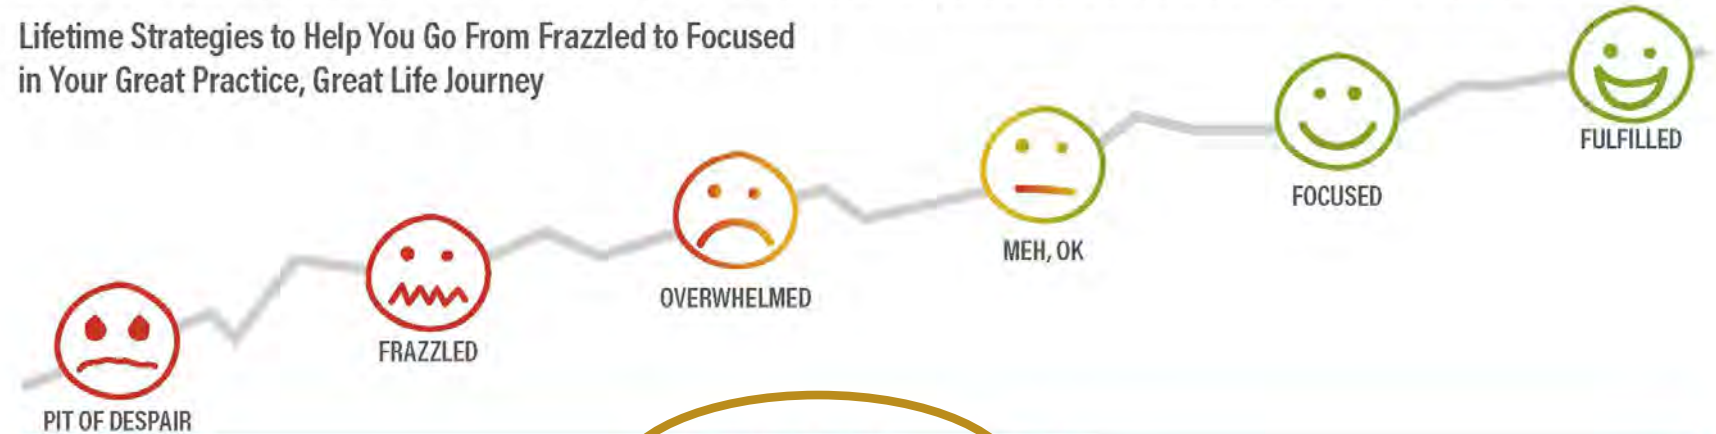 Lifetime Strategies to Help You Go From Frazzled to Focused
in Your Great Practice, Great Life Journey
PIT OF DESPAIR
FRAZZLED
OVERWHELMED
MEH, OK
FOCUSED
FULFILLED